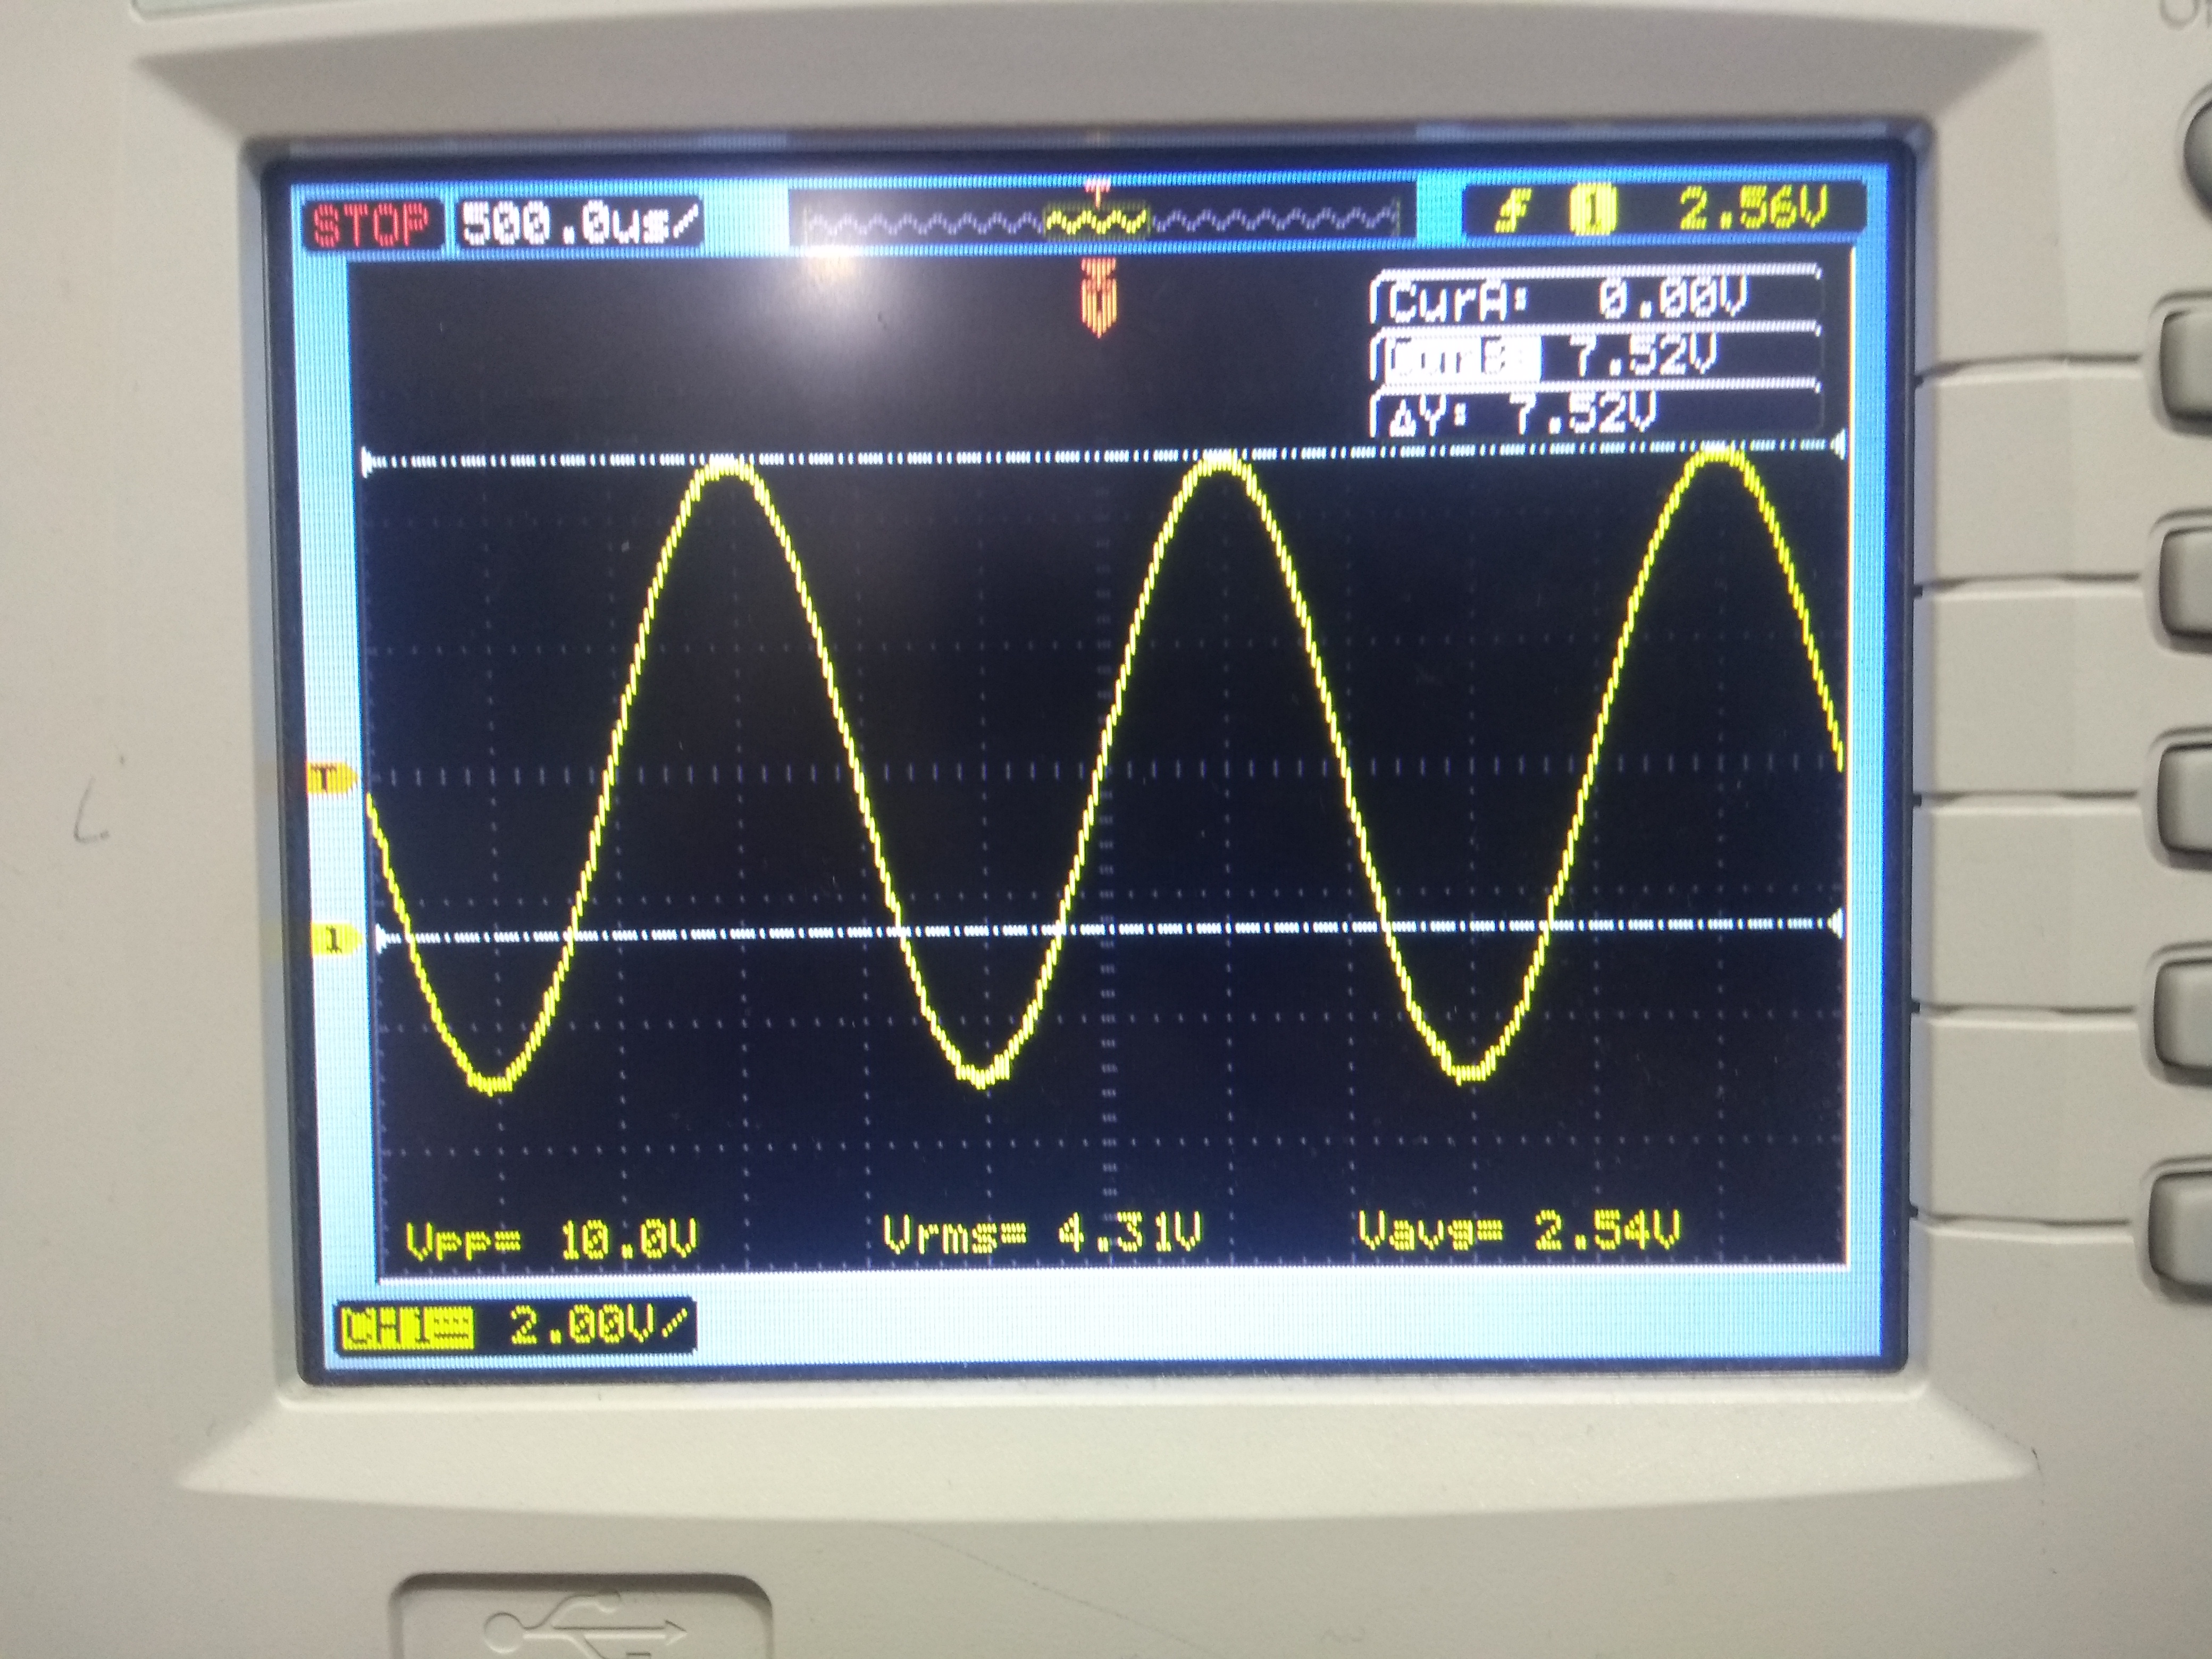 STOP 500.0us/ T ƒ 1 2.56V
T
CurA: 0.00V
CurB: 7.52V
ΔY: 7.52V
T
1
Vpp= 10.0V Vrms= 4.31V Vavg= 2.54V
CH1 2.00V/